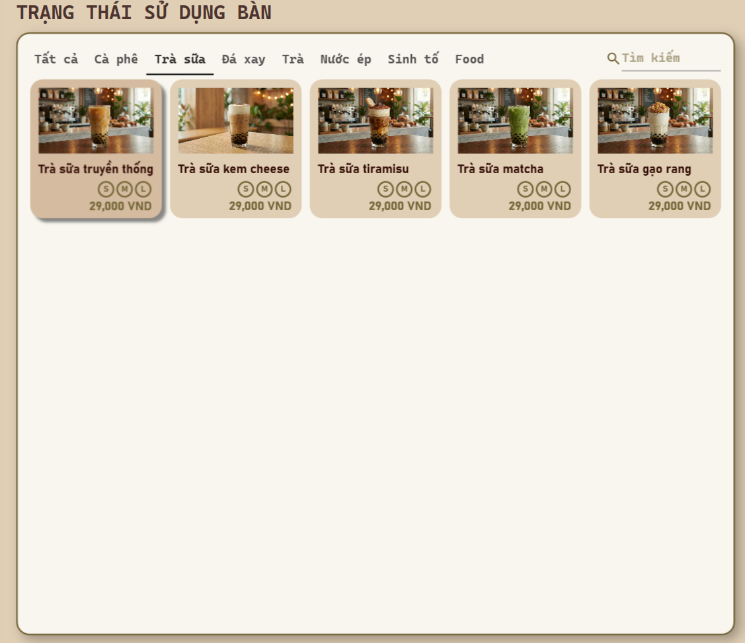 TRẠNG THÁI SỬ DỤNG BÀN
Tất cả Cà phê Trà sữa Đá xay Trà Nước ép Sinh tố Food Tìm kiếm
Trà sữa truyền thống Trà sữa kem cheese Trà sữa tiramisu Trà sữa matcha Trà sữa gạo rang
S M L S M L S M L S M L S M L
29,000 VND 29,000 VND 29,000 VND 29,000 VND 29,000 VND